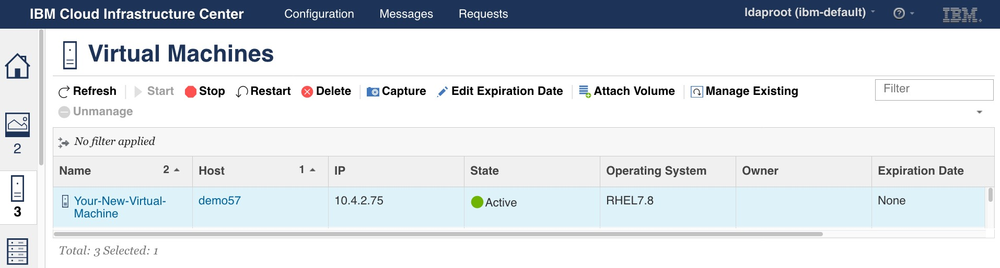 IBM Cloud Infrastructure Center Configuration Messages Requests ldaproot (ibm-default) ? IBM
Virtual Machines
Refresh Start Stop Restart Delete Capture Edit Expiration Date Attach Volume Manage Existing Filter
Unmanage
2
No filter applied
Name 2 Host 1 IP State Operating System Owner Expiration Date
Your-New-Virtual- demo57 10.4.2.75 Active RHEL7.8 None
Machine
3
Total: 3 Selected: 1